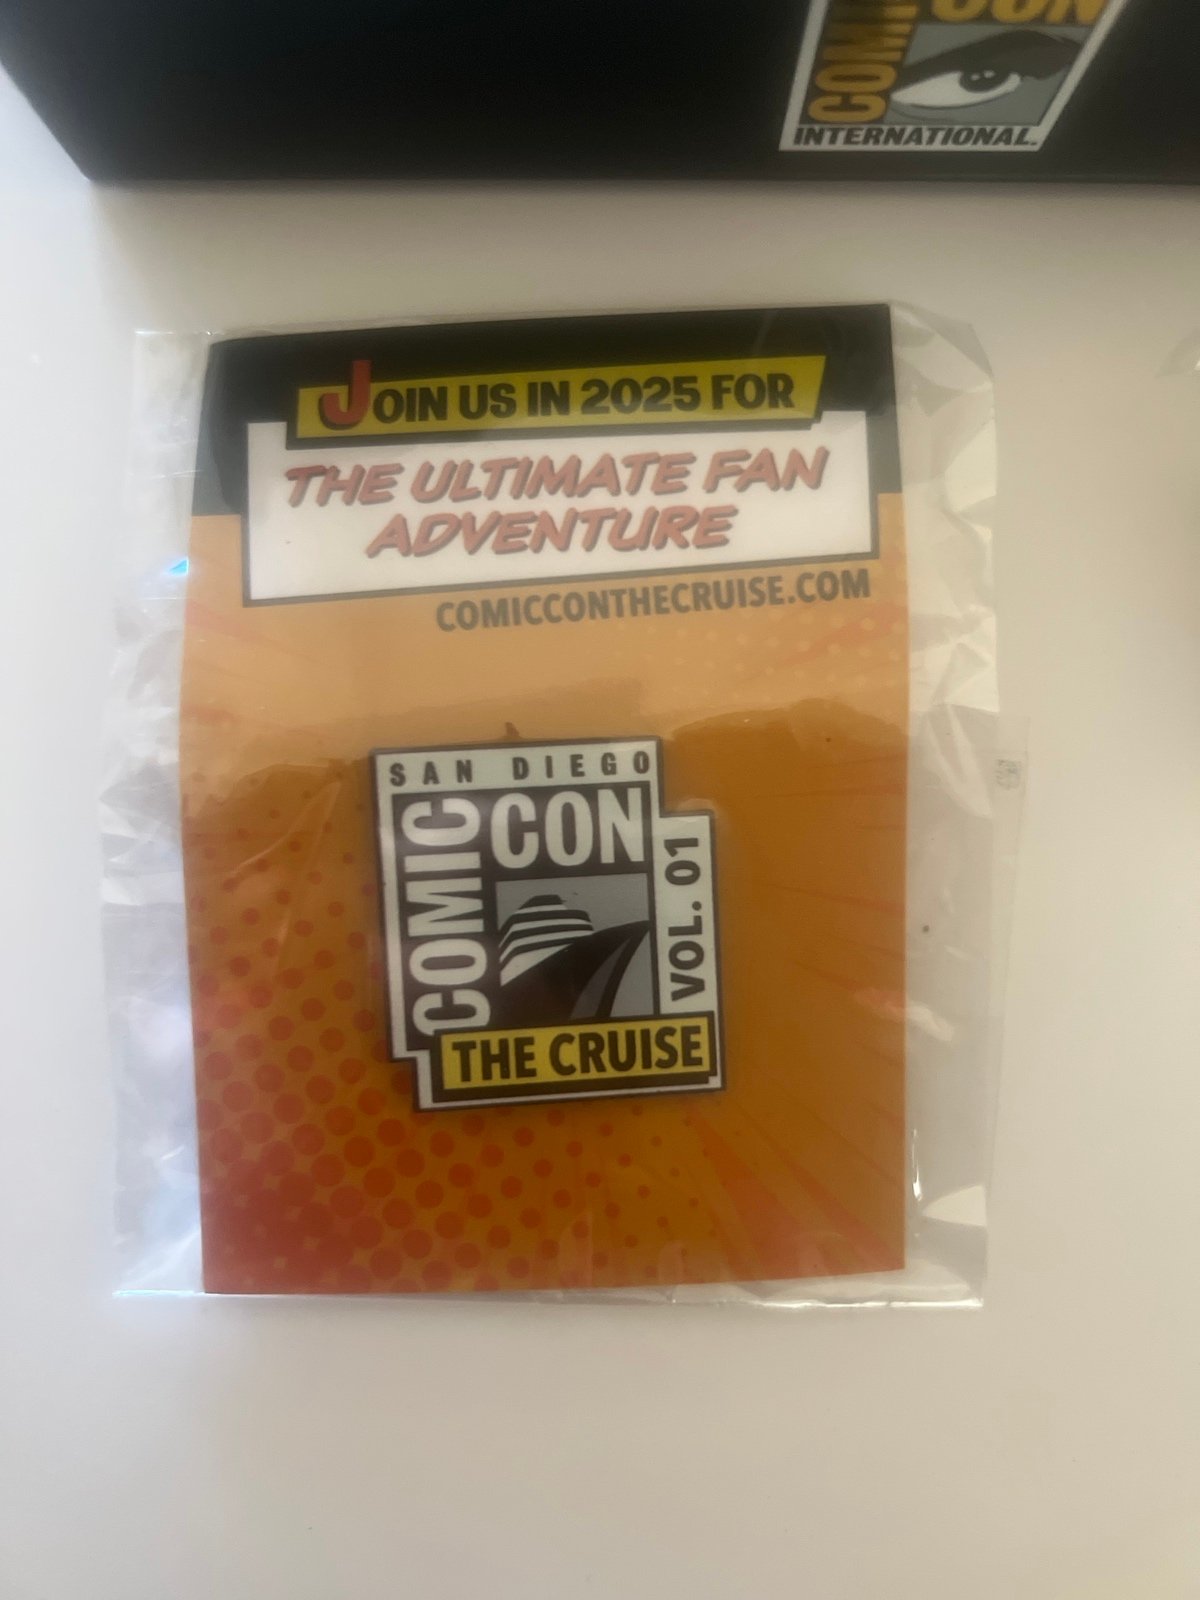 COMIC CON
INTERNATIONAL.
JOIN US IN 2025 FOR
THE ULTIMATE FAN
ADVENTURE
COMICCONTHECRUISE.COM
SAN DIEGO
COMIC CON
VOL. 01
THE CRUISE